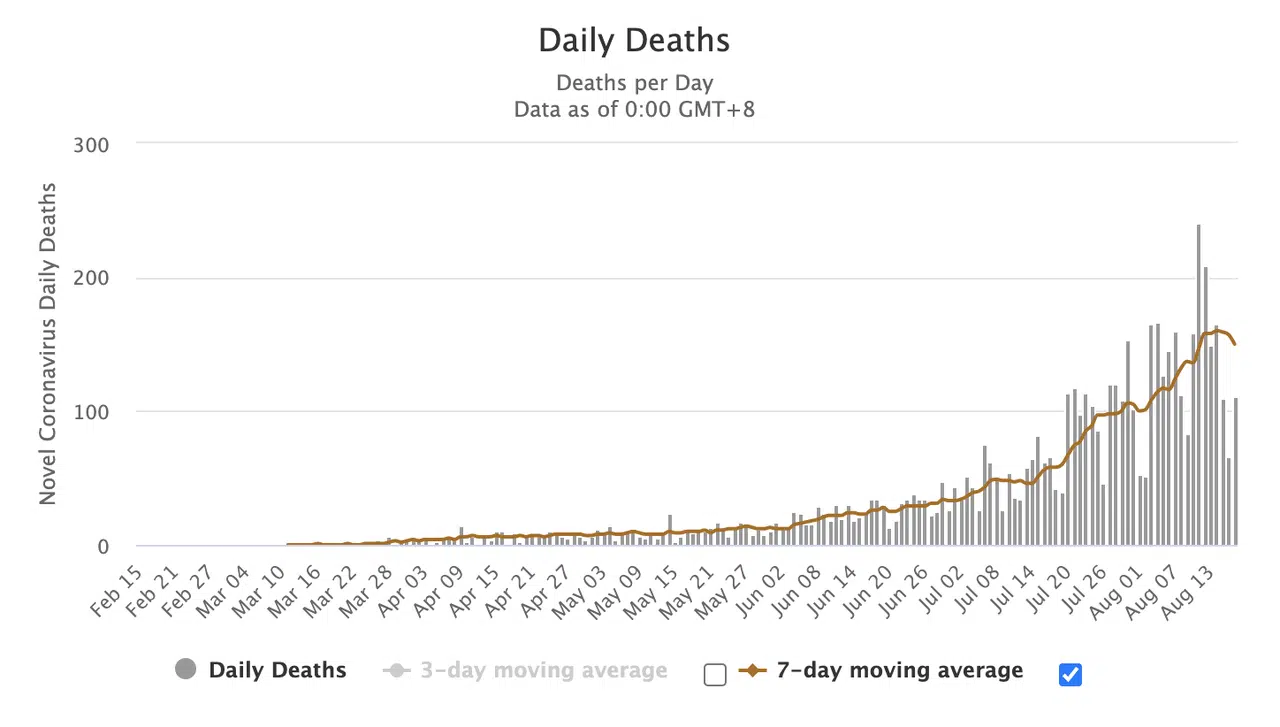 Daily Deaths
Deaths per Day
Data as of 0:00 GMT+8
Novel Coronavirus Daily Deaths
300
200
100
0
Feb 15
Feb 21
Feb 27
Mar 04
Mar 10
Mar 16
Mar 22
Mar 28
Apr 03
Apr 09
Apr 15
Apr 21
Apr 27
May 03
May 09
May 15
May 21
May 27
Jun 02
Jun 08
Jun 14
Jun 20
Jun 26
Jul 02
Jul 08
Jul 14
Jul 20
Jul 26
Aug 01
Aug 07
Aug 13
Daily Deaths 3-day moving average 7-day moving average